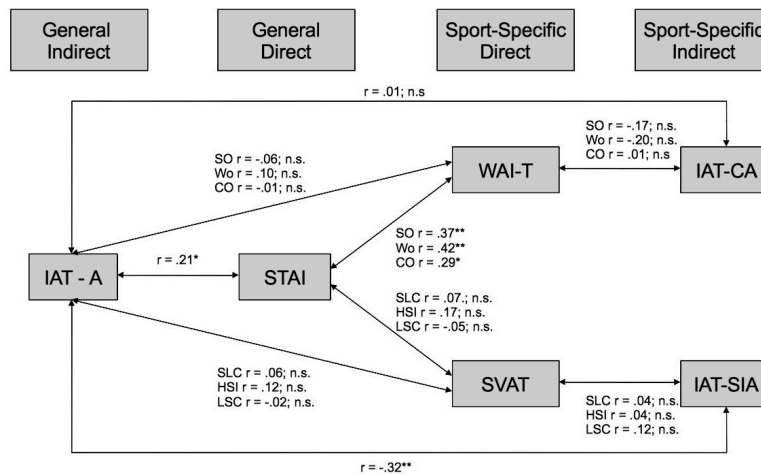 General
Indirect
General
Direct
Sport-Specific
Direct
Sport-Specific
Indirect
r = .01; n.s
SO r = -.06; n.s.
Wo r = .10; n.s.
CO r = -.01; n.s.
WAI-T
SO r = -.17; n.s.
Wo r = -.20; n.s.
CO r = .01; n.s
IAT-CA
SO r = .37**
Wo r = .42**
CO r = .29*
IAT - A
r = .21*
STAI
SLC r = .07.; n.s.
HSI r = .17; n.s.
LSC r = -.05; n.s.
SLC r = .06; n.s.
HSI r = .12; n.s.
LSC r = -.02; n.s.
SVAT
SLC r = .04; n.s.
HSI r = .04; n.s.
LSC r = .12; n.s.
IAT-SIA
r = -.32**